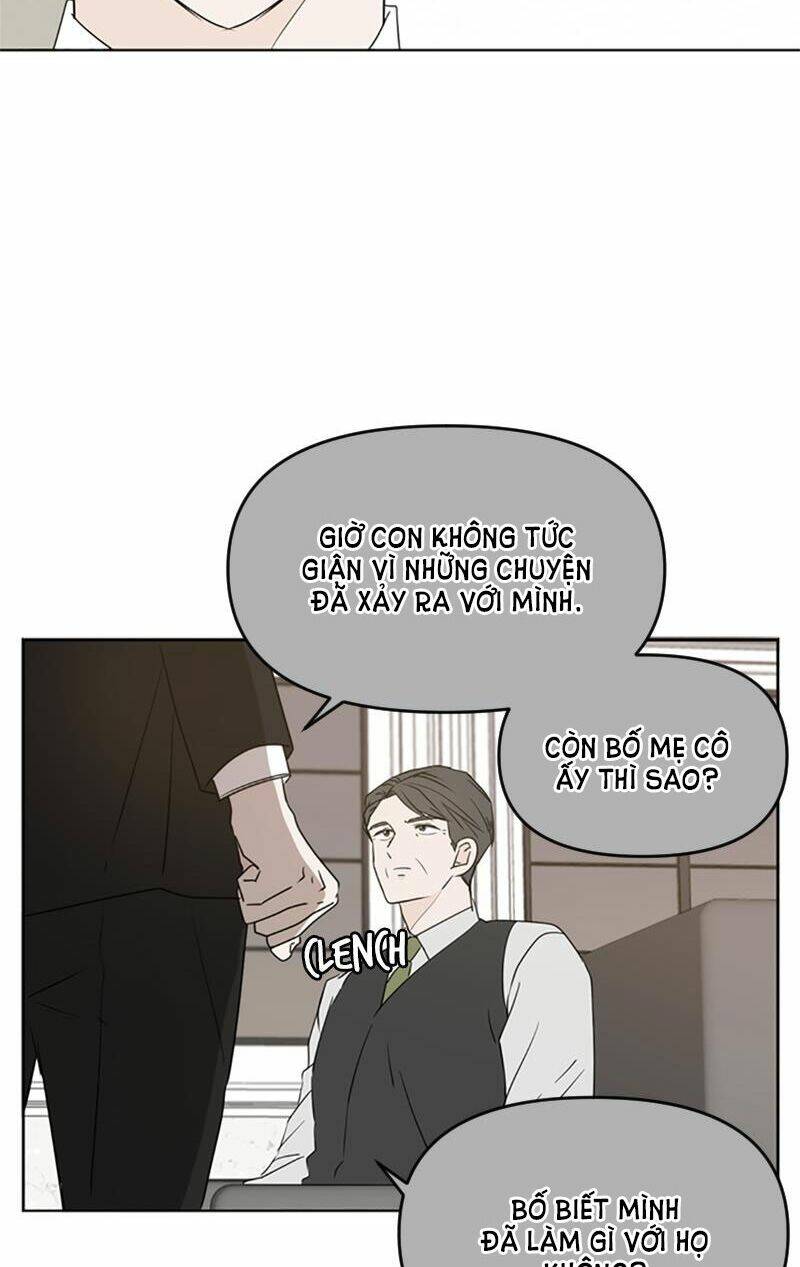 GIỜ CON KHÔNG TỨC
GIẬN VÌ NHỮNG CHUYỆN
ĐÃ XẢY RA VỚI MÌNH.
CÒN BỐ MẸ CÔ
ẤY THÌ SAO?
CLENCH
BỐ BIẾT MÌNH
ĐÃ LÀM GÌ VỚI HỌ
KHÔNG?